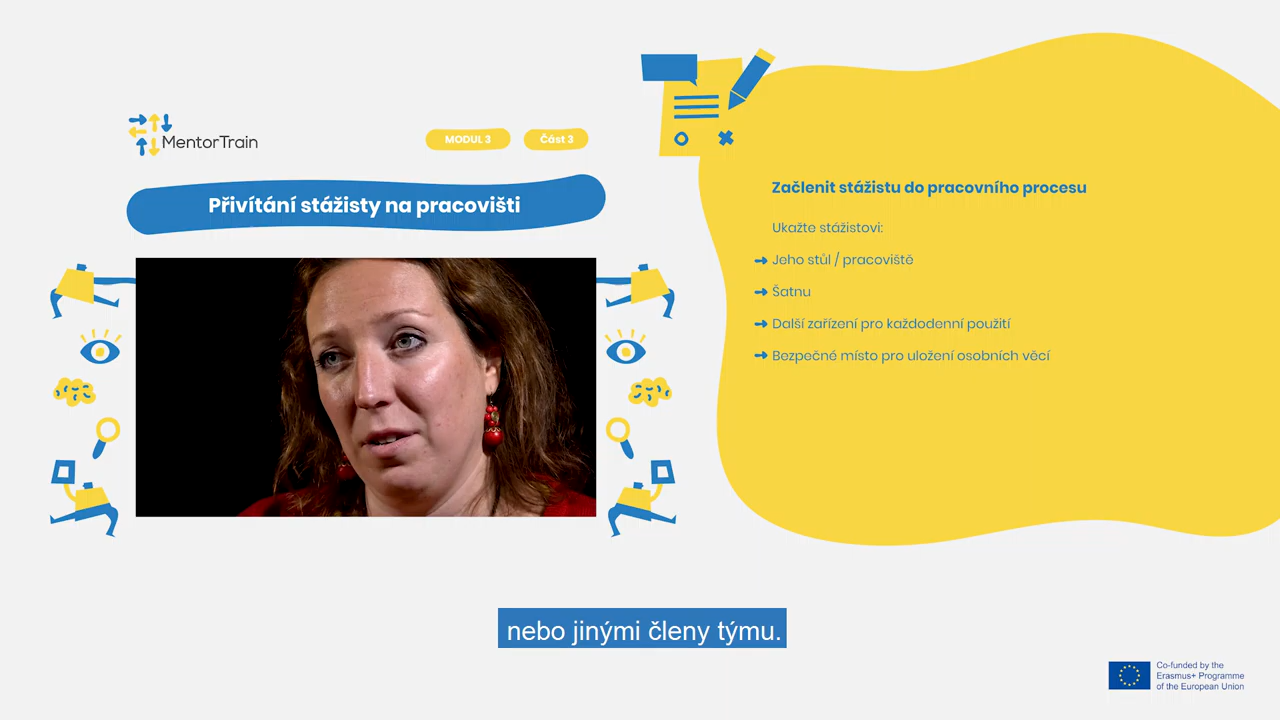 MentorTrain
MODUL 3
Část 3
Přivítání stážisty na pracovišti
Začlenit stážistu do pracovního procesu
Ukažte stážistovi:
Jeho stůl / pracoviště
Šatnu
Další zařízení pro každodenní použití
Bezpečné místo pro uložení osobních věcí
nebo jinými členy týmu.
Co-funded by the
Erasmus+ Programme
of the European Union